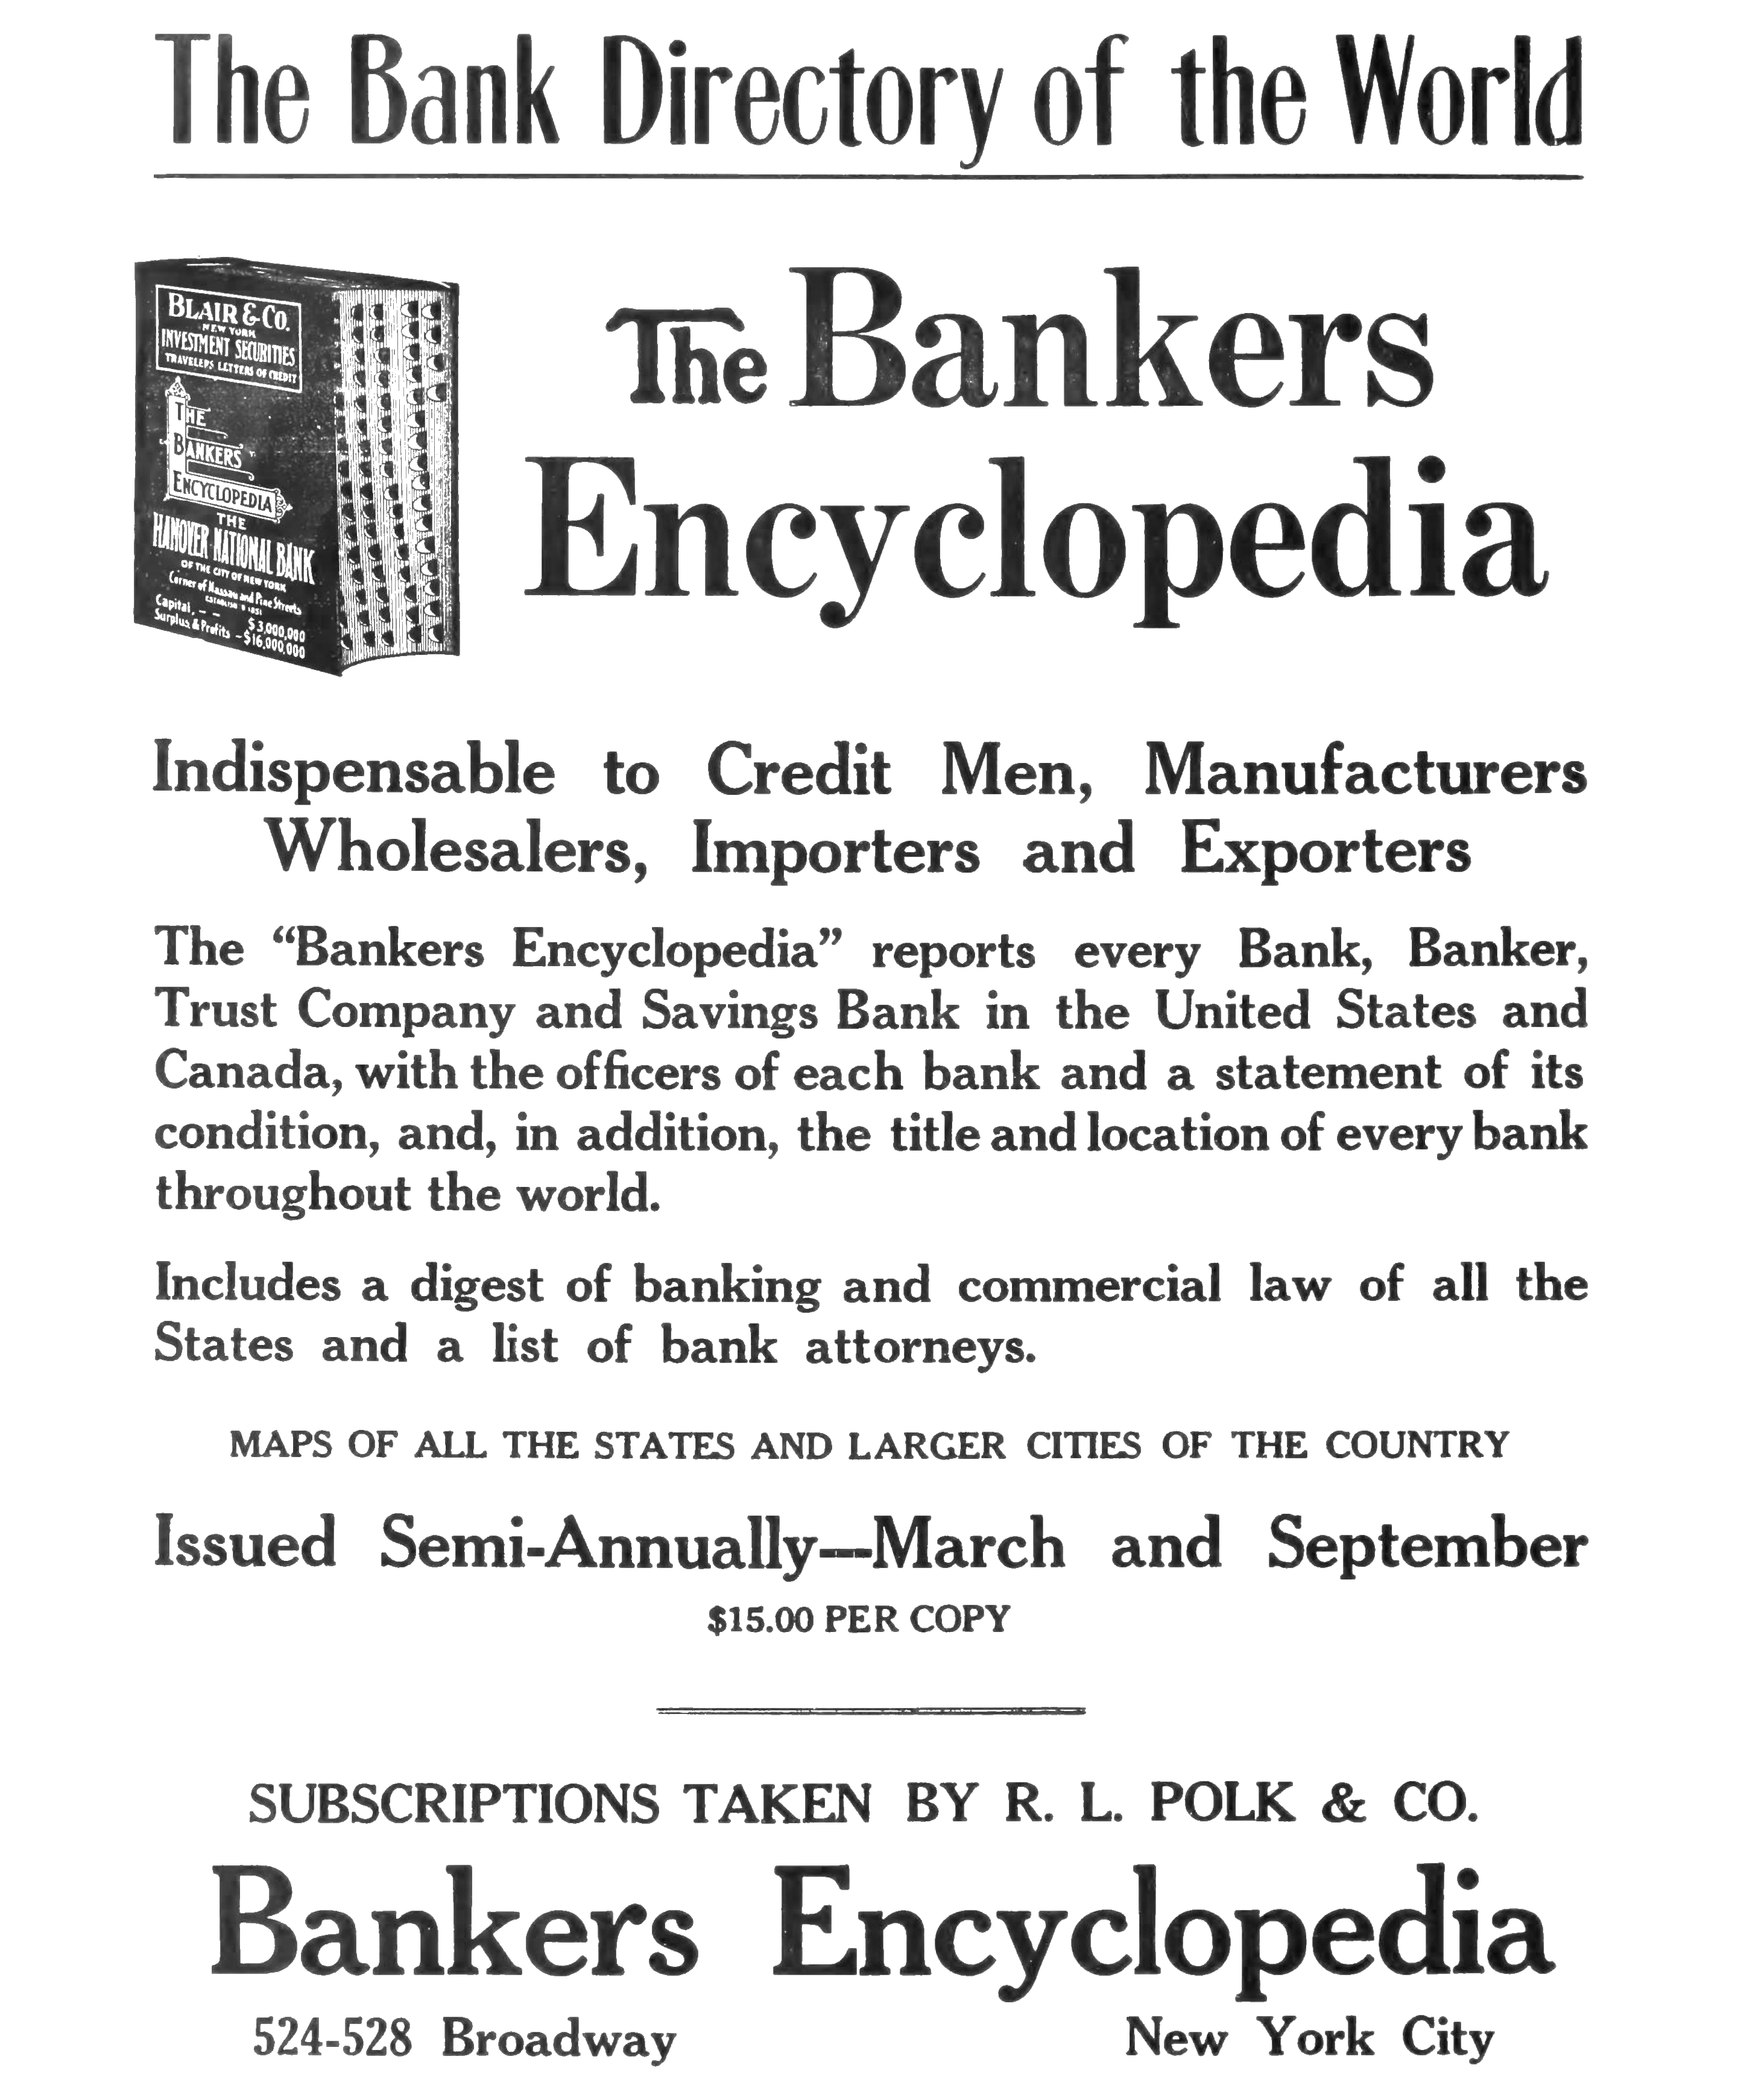 The Bank Directory of the World
BLAIR & CO.
NEW YORK
INVESTMENT SECURITIES
TRAVELERS LETTERS OF CREDIT
THE
BANKERS
ENCYCLOPEDIA
THE
HANOVER NATIONAL BANK
OF THE CITY OF NEW YORK
Corner of Nassau and Pine Streets
ESTABLISHED 1851
Capital, - - $3,000,000
Surplus & Profits - $16,000,000
The Bankers
Encyclopedia
Indispensable to Credit Men, Manufacturers
Wholesalers, Importers and Exporters
The “Bankers Encyclopedia” reports every Bank, Banker,
Trust Company and Savings Bank in the United States and
Canada, with the officers of each bank and a statement of its
condition, and, in addition, the title and location of every bank
throughout the world.
Includes a digest of banking and commercial law of all the
States and a list of bank attorneys.
MAPS OF ALL THE STATES AND LARGER CITIES OF THE COUNTRY
Issued Semi-Annually—March and September
$15.00 PER COPY
SUBSCRIPTIONS TAKEN BY R. L. POLK & CO.
Bankers Encyclopedia
524-528 Broadway New York City